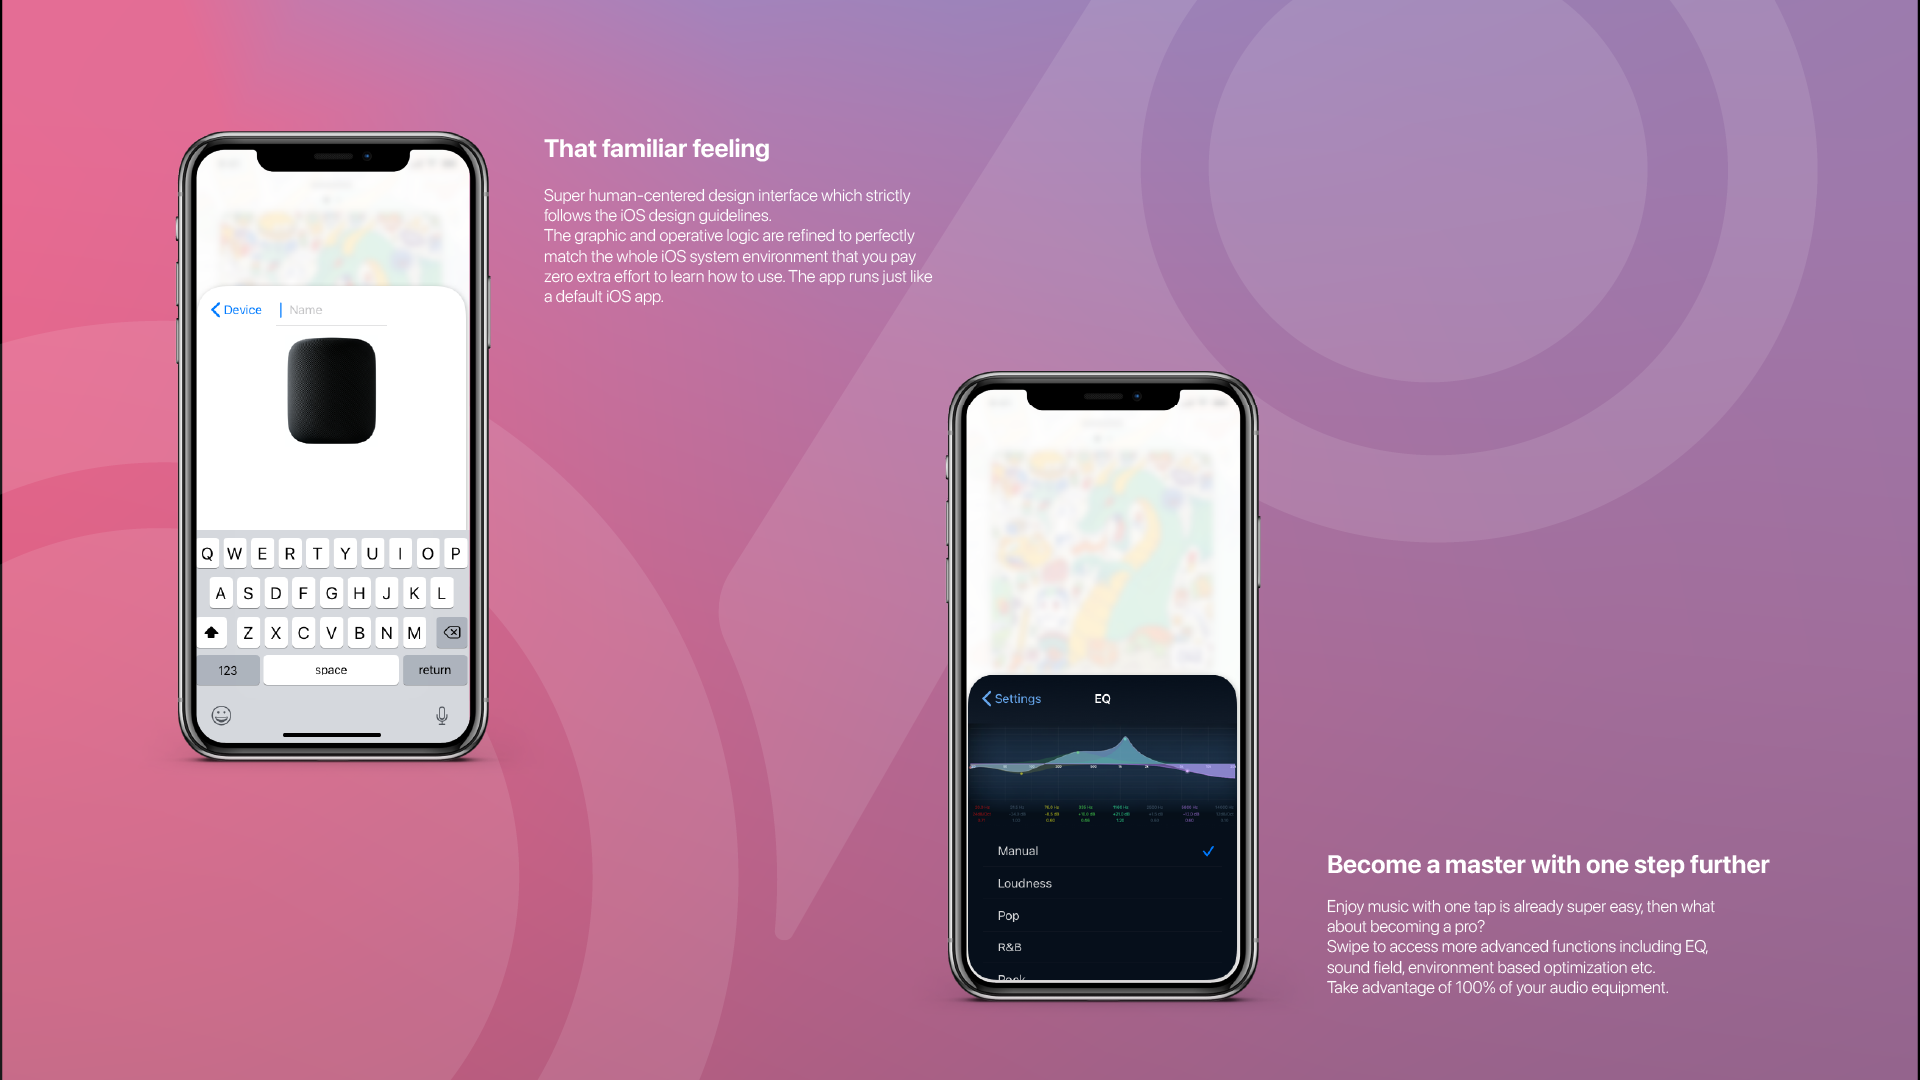 That familiar feeling
Super human-centered design interface which strictly
follows the iOS design guidelines.
The graphic and operative logic are refined to perfectly
match the whole iOS system environment that you pay
zero extra effort to learn how to use. The app runs just like
a default iOS app.
Device Name
Q W E R T Y U I O P
A S D F G H J K L
Z X C V B N M
123 space return
Settings EQ
Manual
Loudness
Pop
R&B
Rock
Become a master with one step further
Enjoy music with one tap is already super easy, then what
about becoming a pro?
Swipe to access more advanced functions including EQ,
sound field, environment based optimization etc.
Take advantage of 100% of your audio equipment.